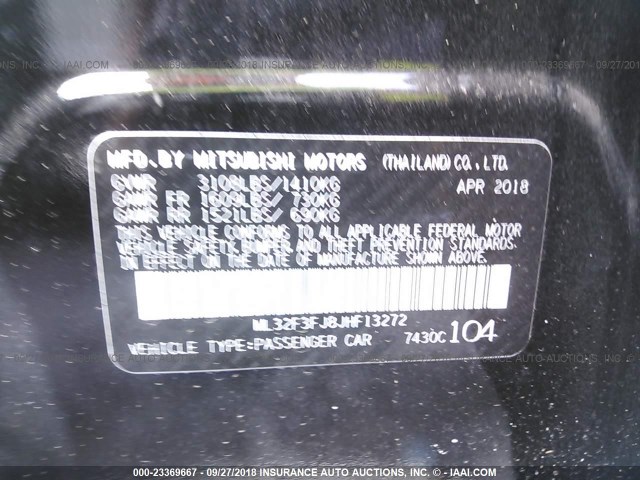 MFD.BY MITSUBISHI MOTORS (THAILAND) CO., LTD.
GVWR 3108LBS/1410KG APR 2018
GAWR FR 1609LBS/ 730KG
GAWR RR 1521LBS/ 690KG
THIS VEHICLE CONFORMS TO ALL APPLICABLE FEDERAL MOTOR
VEHICLE SAFETY, BUMPER AND THEFT PREVENTION STANDARDS
IN EFFECT ON THE DATE OF MANUFACTURE SHOWN ABOVE.
ML32F3FJ8JHF13272
VEHICLE TYPE:PASSENGER CAR 7430C 104
000-23369667 - 09/27/2018 INSURANCE AUTO AUCTIONS, INC. - © - IAAI.COM